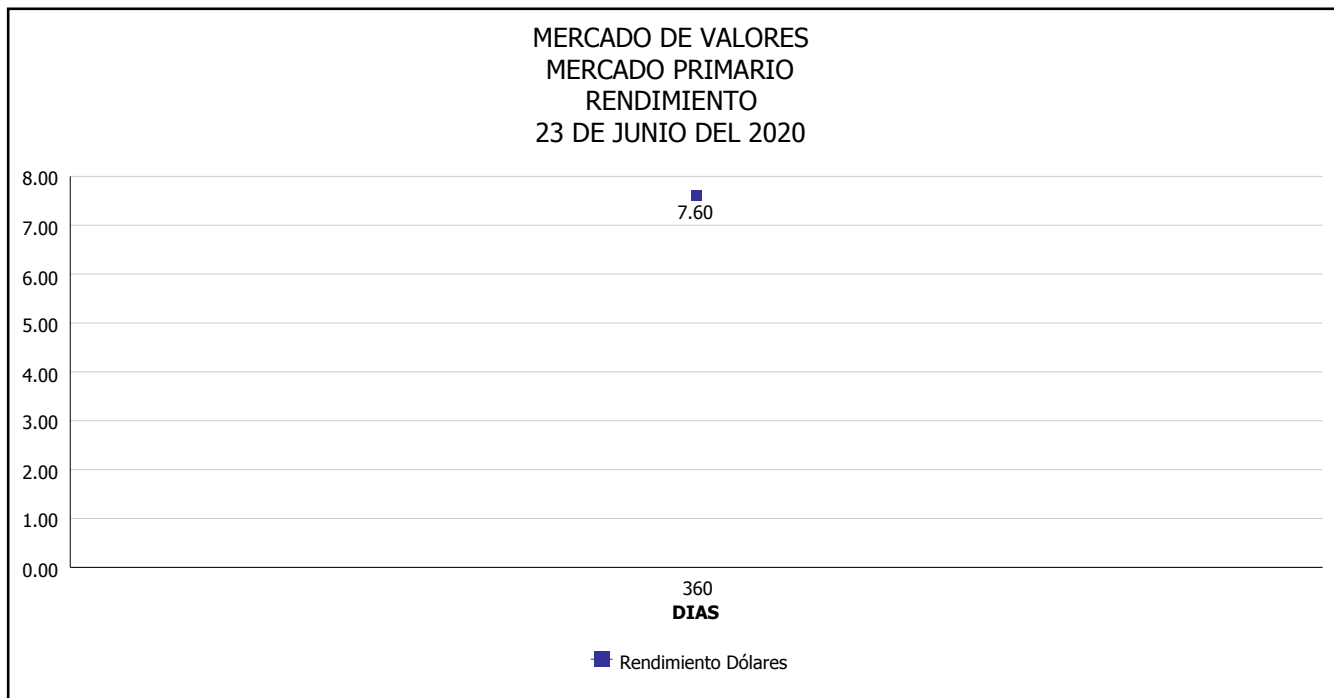 MERCADO DE VALORES
MERCADO PRIMARIO
RENDIMIENTO
23 DE JUNIO DEL 2020
8.00
7.60
7.00
6.00
5.00
4.00
3.00
2.00
1.00
0.00
360
DIAS
Rendimiento Dólares